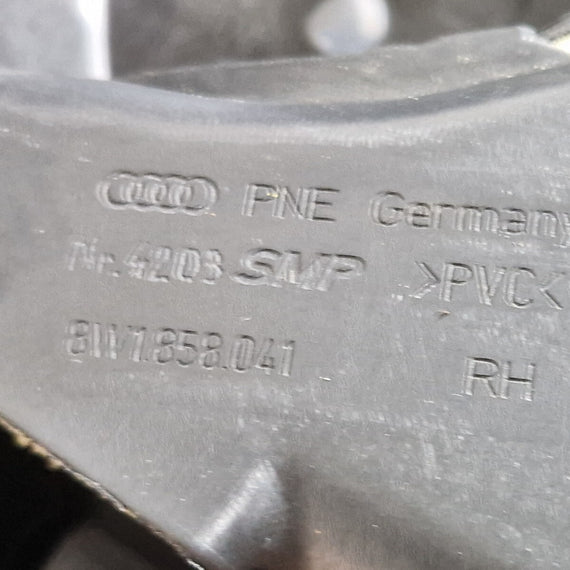 PNE Germany
Nr.4203 SMP >PVC<
8W1.858.041 RH